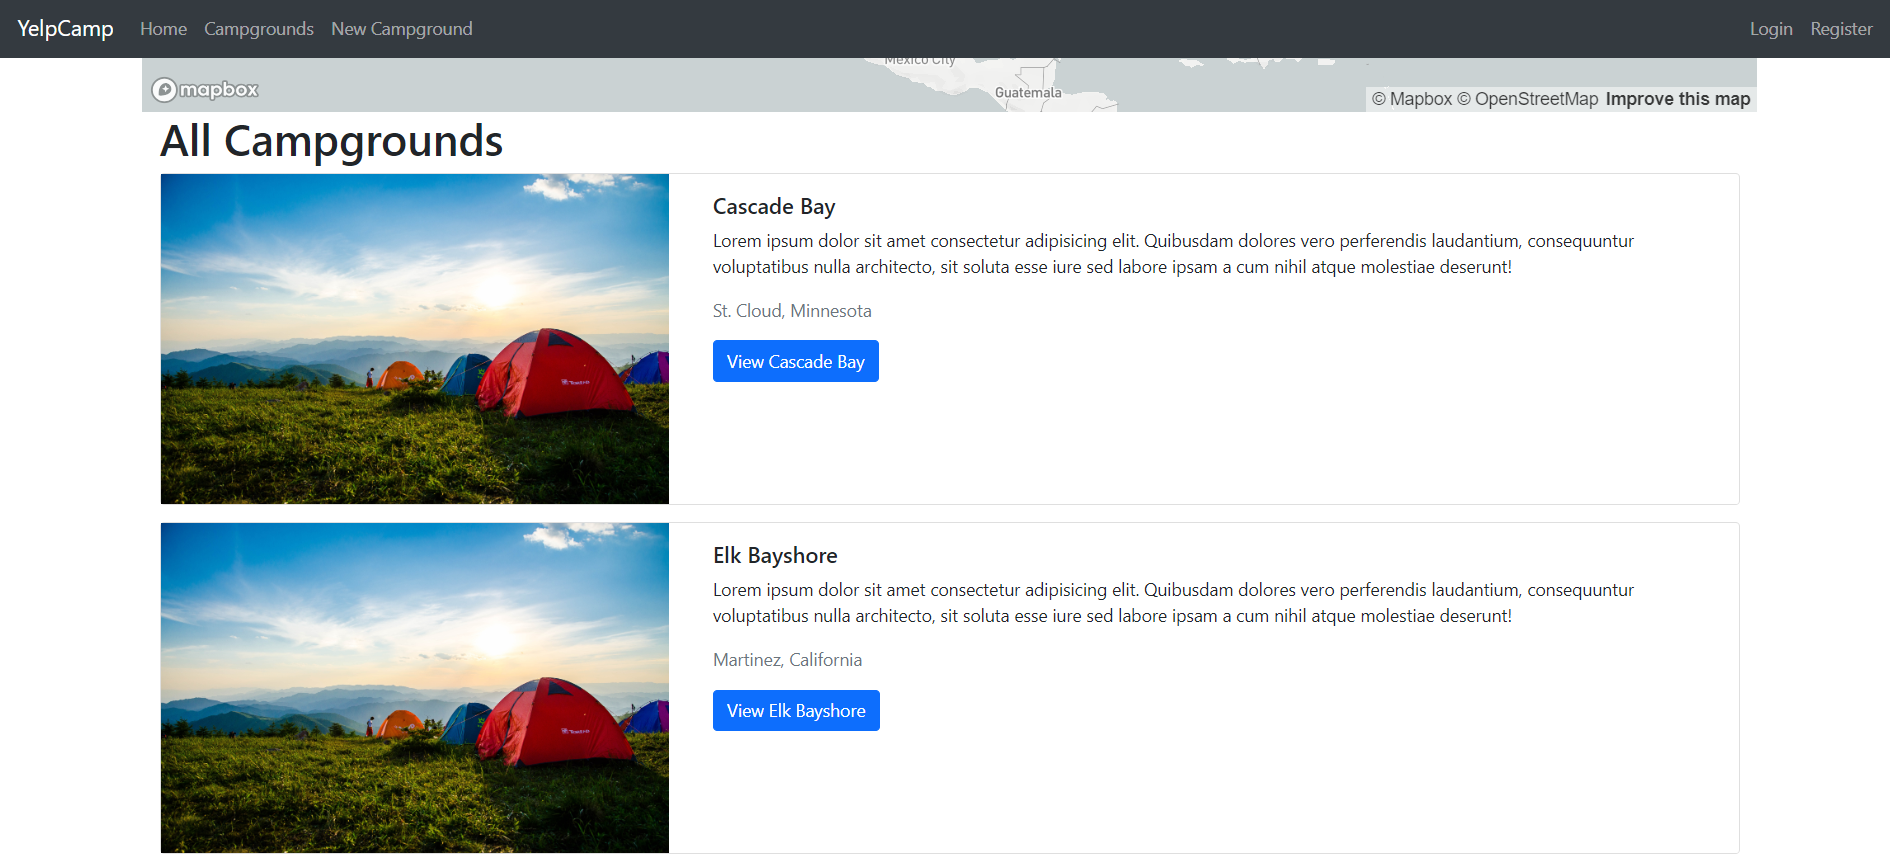 YelpCamp Home Campgrounds New Campground Login Register
Mexico City
Guatemala
mapbox
© Mapbox © OpenStreetMap Improve this map
All Campgrounds
Cascade Bay
Lorem ipsum dolor sit amet consectetur adipisicing elit. Quibusdam dolores vero perferendis laudantium, consequuntur
voluptatibus nulla architecto, sit soluta esse iure sed labore ipsam a cum nihil atque molestiae deserunt!
St. Cloud, Minnesota
View Cascade Bay
Elk Bayshore
Lorem ipsum dolor sit amet consectetur adipisicing elit. Quibusdam dolores vero perferendis laudantium, consequuntur
voluptatibus nulla architecto, sit soluta esse iure sed labore ipsam a cum nihil atque molestiae deserunt!
Martinez, California
View Elk Bayshore